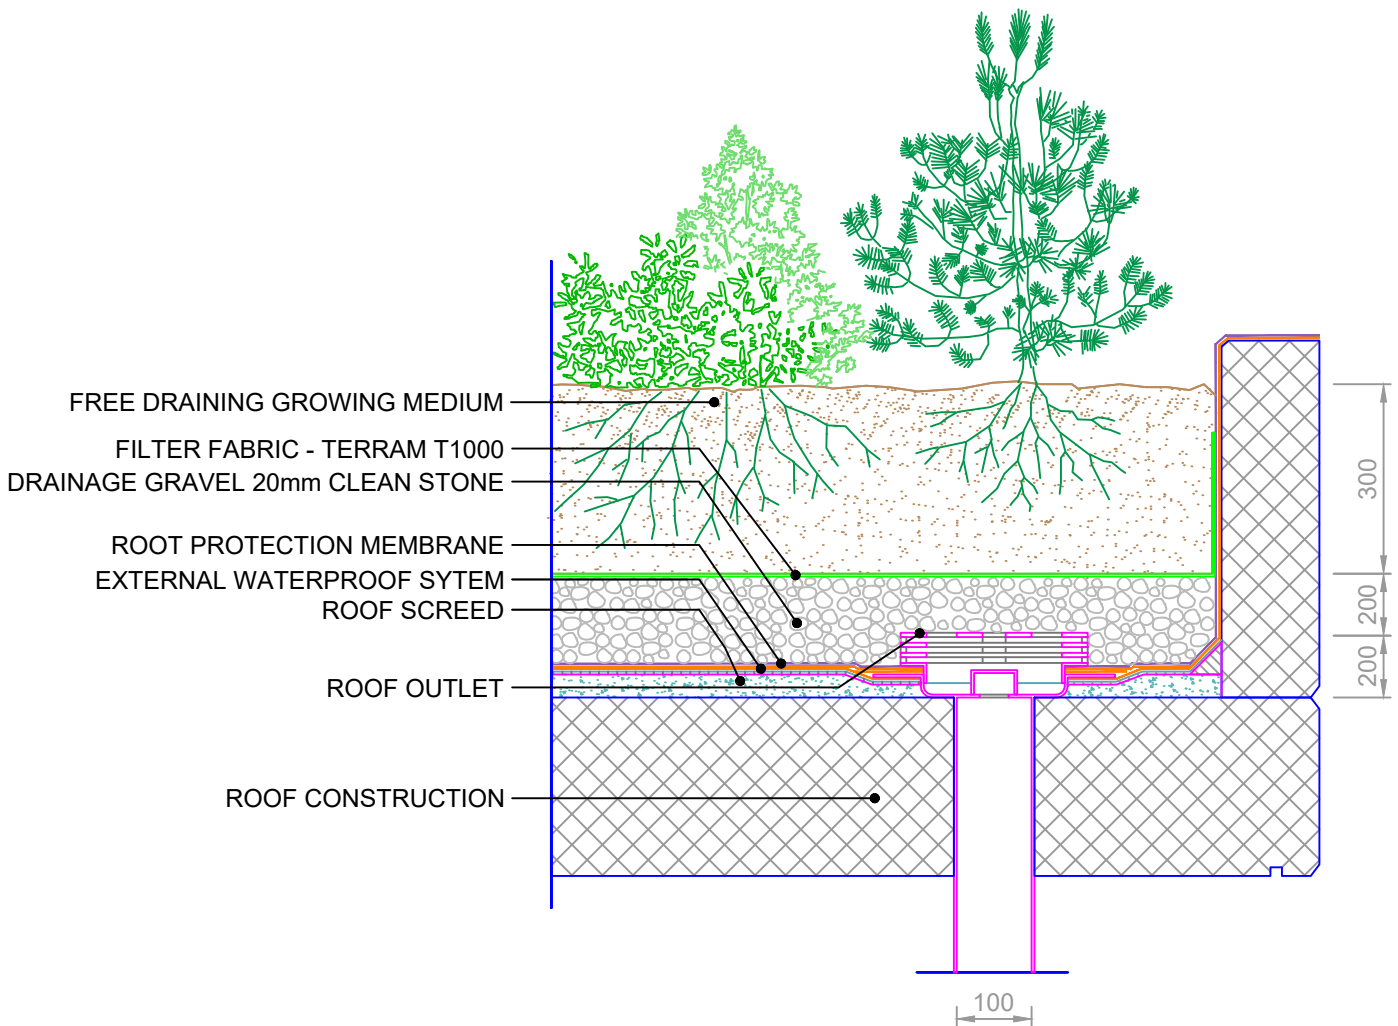 FREE DRAINING GROWING MEDIUM
FILTER FABRIC - TERRAM T1000
DRAINAGE GRAVEL 20mm CLEAN STONE
ROOT PROTECTION MEMBRANE
EXTERNAL WATERPROOF SYTEM
ROOF SCREED
ROOF OUTLET
ROOF CONSTRUCTION
300
200
200
100